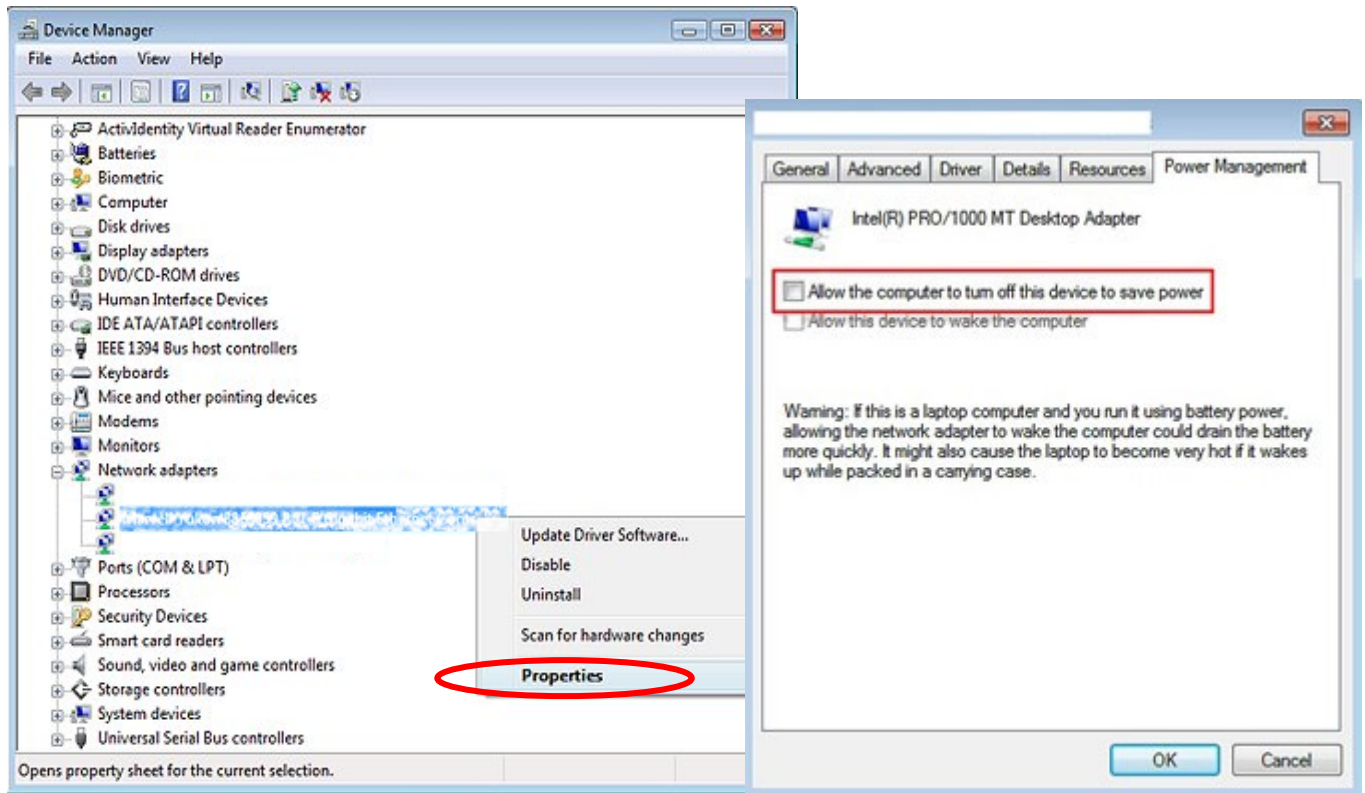 Device Manager
File Action View Help
ActivIdentity Virtual Reader Enumerator
Batteries
Biometric
Computer
Disk drives
Display adapters
DVD/CD-ROM drives
Human Interface Devices
IDE ATA/ATAPI controllers
IEEE 1394 Bus host controllers
Keyboards
Mice and other pointing devices
Modems
Monitors
Network adapters
Ports (COM & LPT)
Processors
Security Devices
Smart card readers
Sound, video and game controllers
Storage controllers
System devices
Universal Serial Bus controllers
Opens property sheet for the current selection.
Update Driver Software...
Disable
Uninstall
Scan for hardware changes
Properties
General Advanced Driver Details Resources Power Management
Intel(R) PRO/1000 MT Desktop Adapter
Allow the computer to turn off this device to save power
Allow this device to wake the computer
Warning: If this is a laptop computer and you run it using battery power,
allowing the network adapter to wake the computer could drain the battery
more quickly. It might also cause the laptop to become very hot if it wakes
up while packed in a carrying case.
OK Cancel